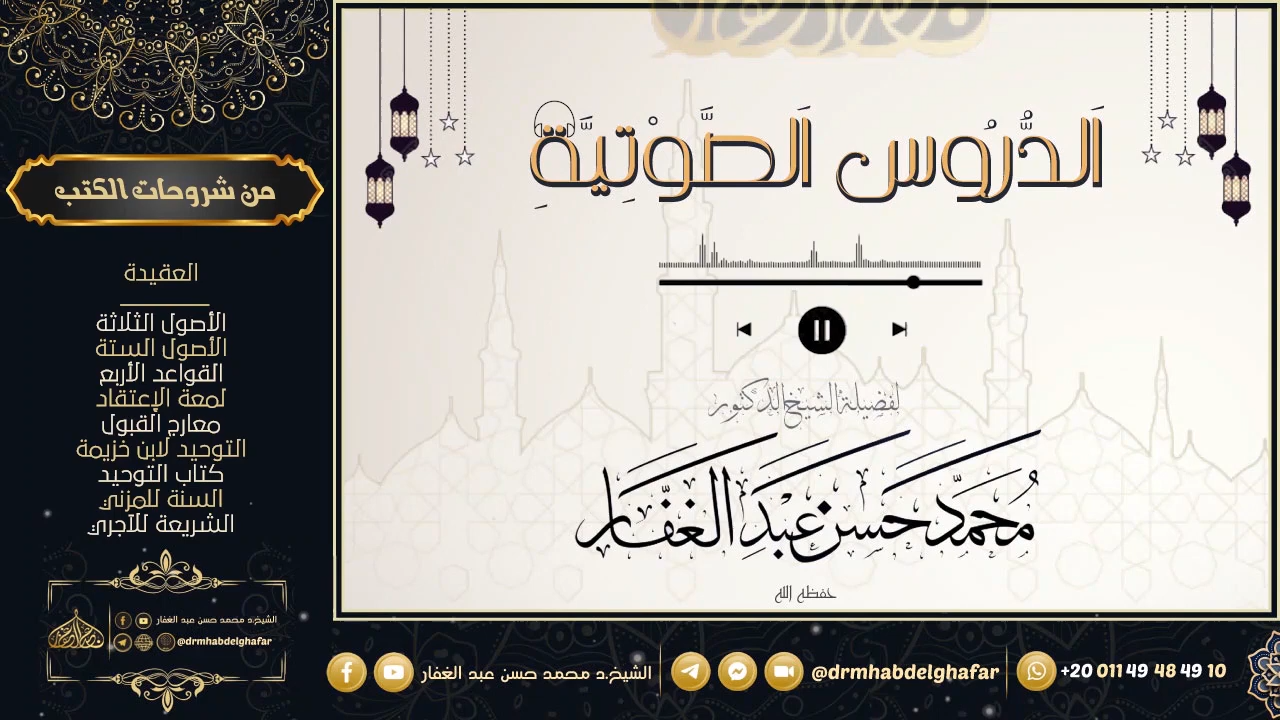 الدُّرُوس الصَّوْتِيَّةِ
لفضيلة الشيخ الدكتور
مُحَمَّد حَسَن عَبْدَ الغَفَّار
حفظه الله
من شروحات الكتب
العقيدة
الأصول الثلاثة
الأصول الستة
القواعد الأربع
لمعة الإعتقاد
معارج القبول
التوحيد لابن خزيمة
كتاب التوحيد
السنة للمزني
الشريعة للآجري
الشيخ.د محمد حسن عبد الغفار
@drmhabdelghafar
الشيخ.د محمد حسن عبد الغفار
@drmhabdelghafar
+20 011 49 48 49 10